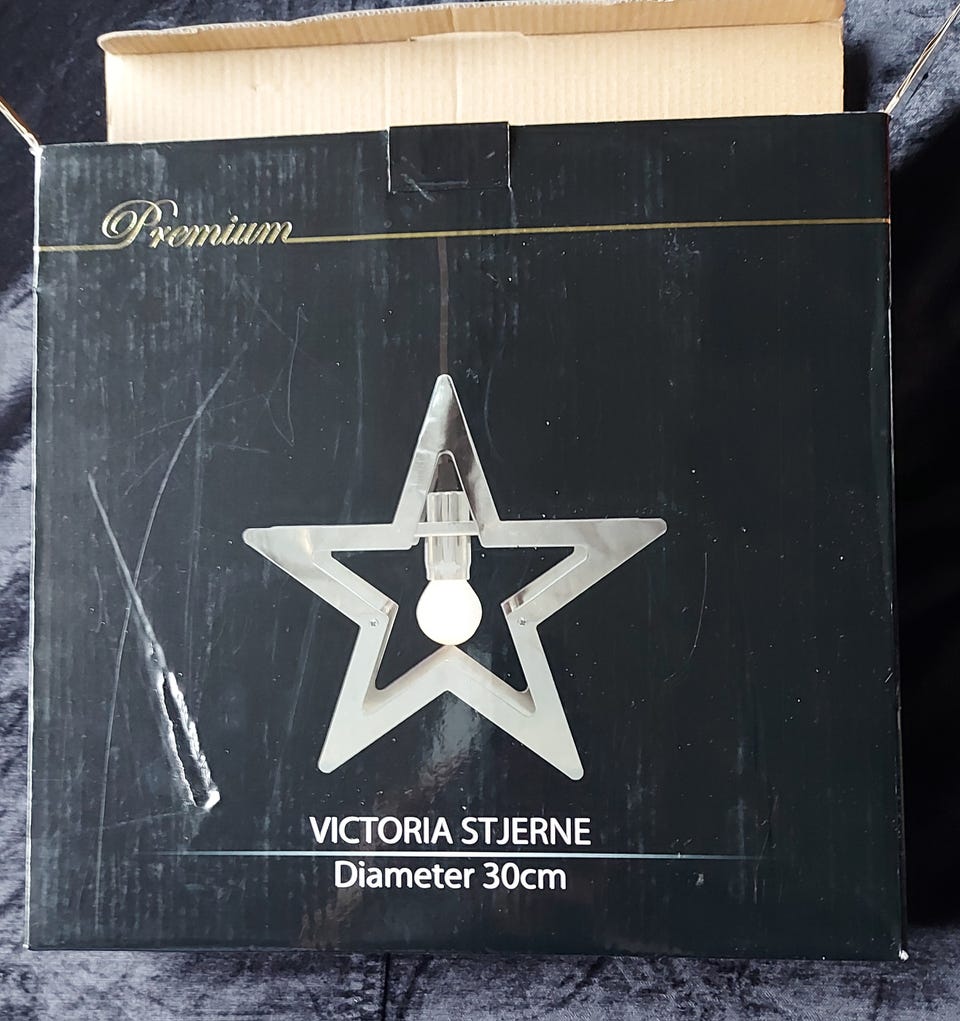 Premium
VICTORIA STJERNE
Diameter 30cm